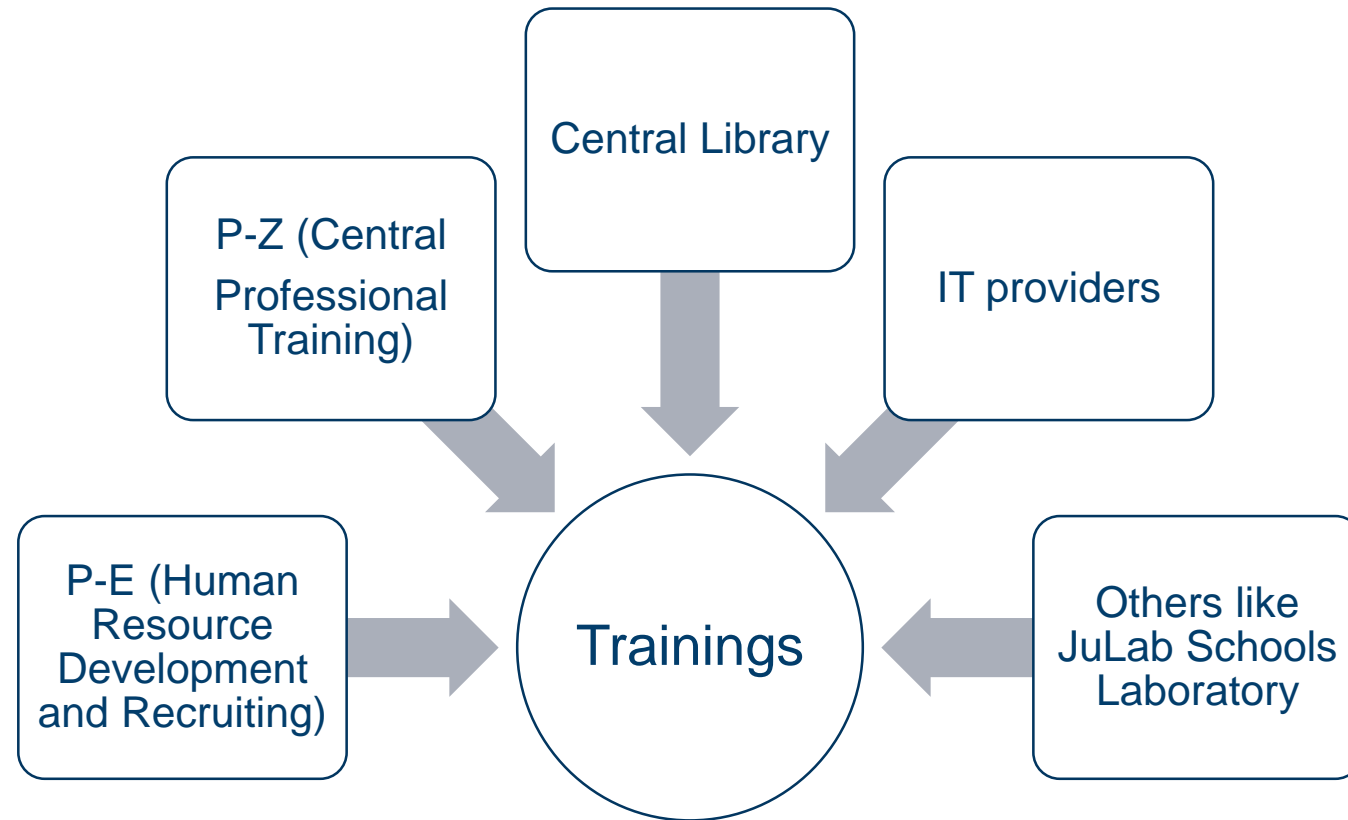 Central Library
P-Z (Central
Professional
Training)
IT providers
P-E (Human
Resource
Development
and Recruiting)
Trainings
Others like
JuLab Schools
Laboratory